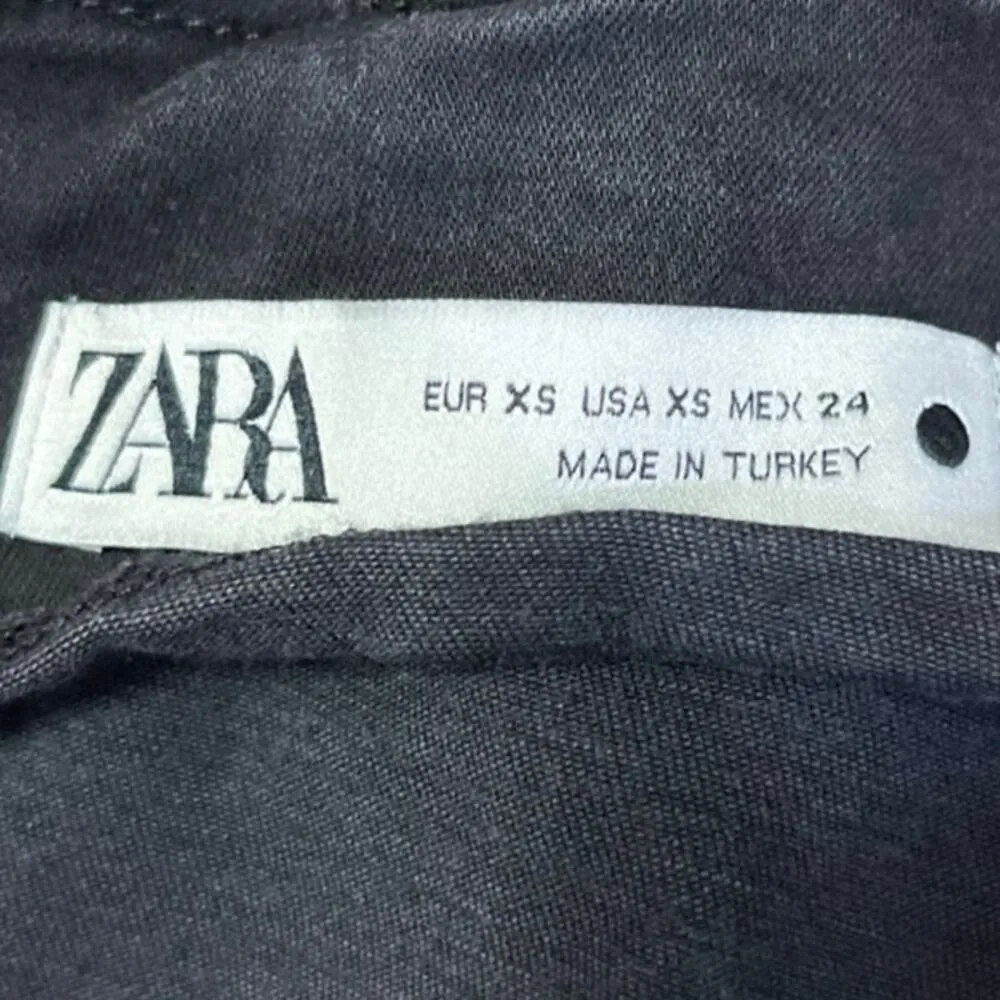 ZARA
EUR XS USA XS MEX 24
MADE IN TURKEY